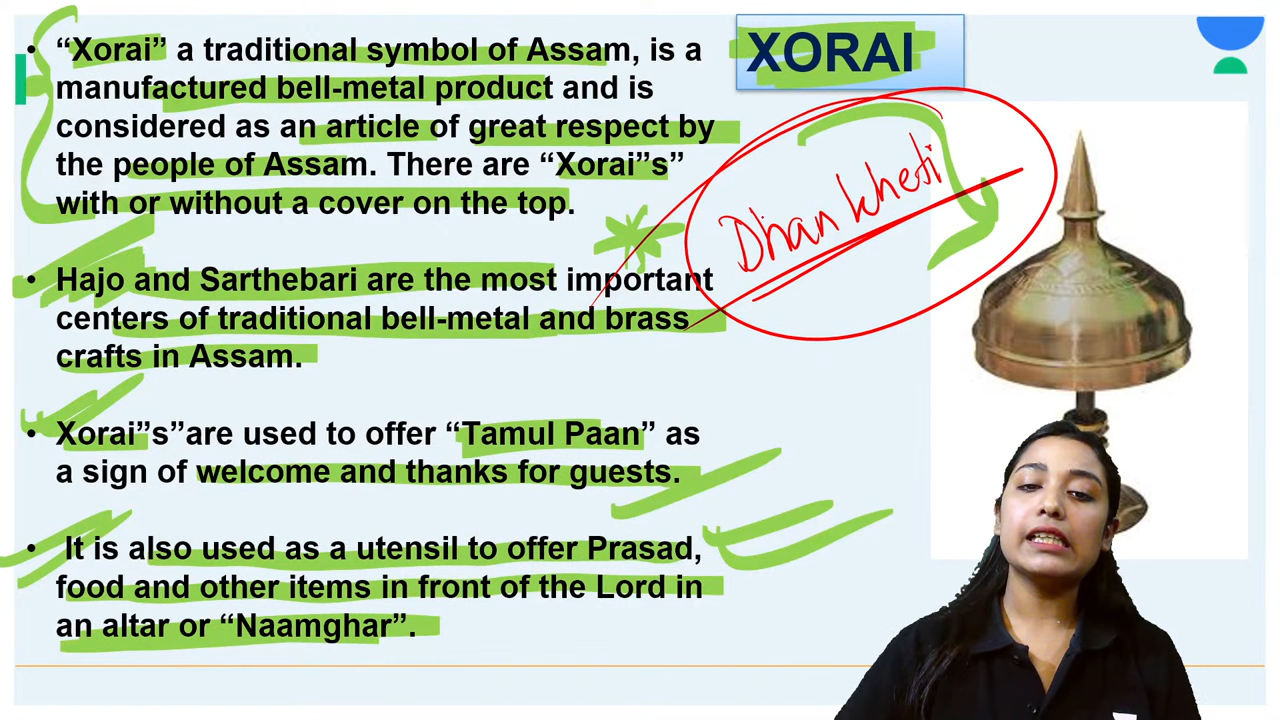 • “Xorai” a traditional symbol of Assam, is a
manufactured bell-metal product and is
considered as an article of great respect by
the people of Assam. There are “Xorai”s”
with or without a cover on the top.
• Hajo and Sarthebari are the most important
centers of traditional bell-metal and brass
crafts in Assam.
• Xorai”s”are used to offer “Tamul Paan” as
a sign of welcome and thanks for guests.
• It is also used as a utensil to offer Prasad,
food and other items in front of the Lord in
an altar or “Naamghar”.
XORAI
Dhan kheti